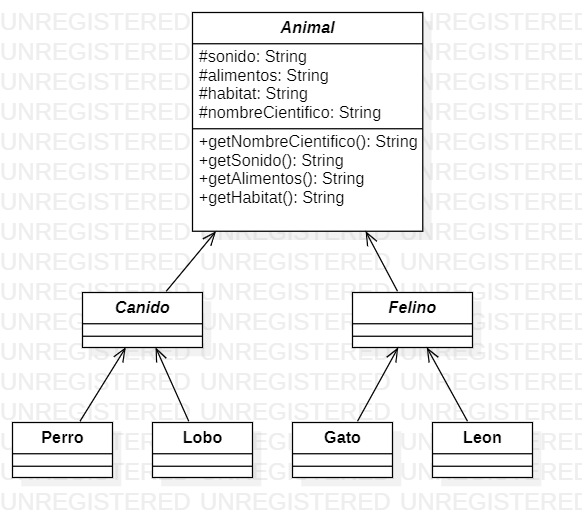 Animal
#sonido: String
#alimentos: String
#habitat: String
#nombreCientifico: String
+getNombreCientifico(): String
+getSonido(): String
+getAlimentos(): String
+getHabitat(): String
Canido
Felino
Perro
Lobo
Gato
Leon
UNREGISTERED